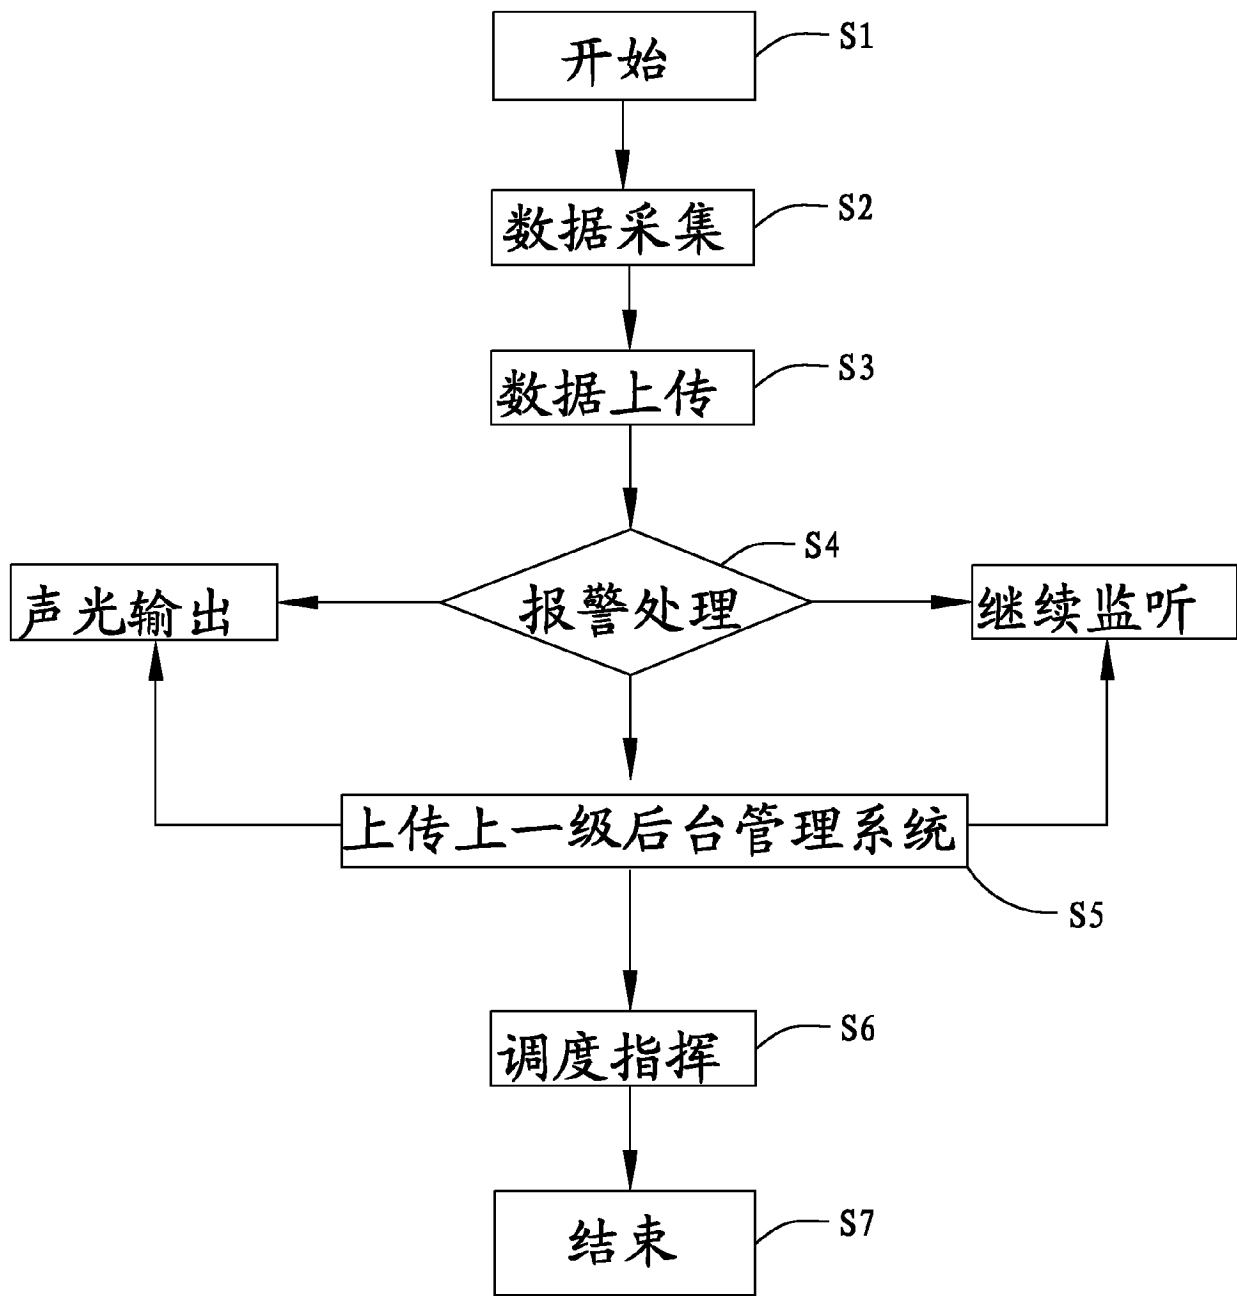 开始
S1
数据采集
S2
数据上传
S3
S4
声光输出
报警处理
继续监听
上传上一级后台管理系统
S5
调度指挥
S6
结束
S7